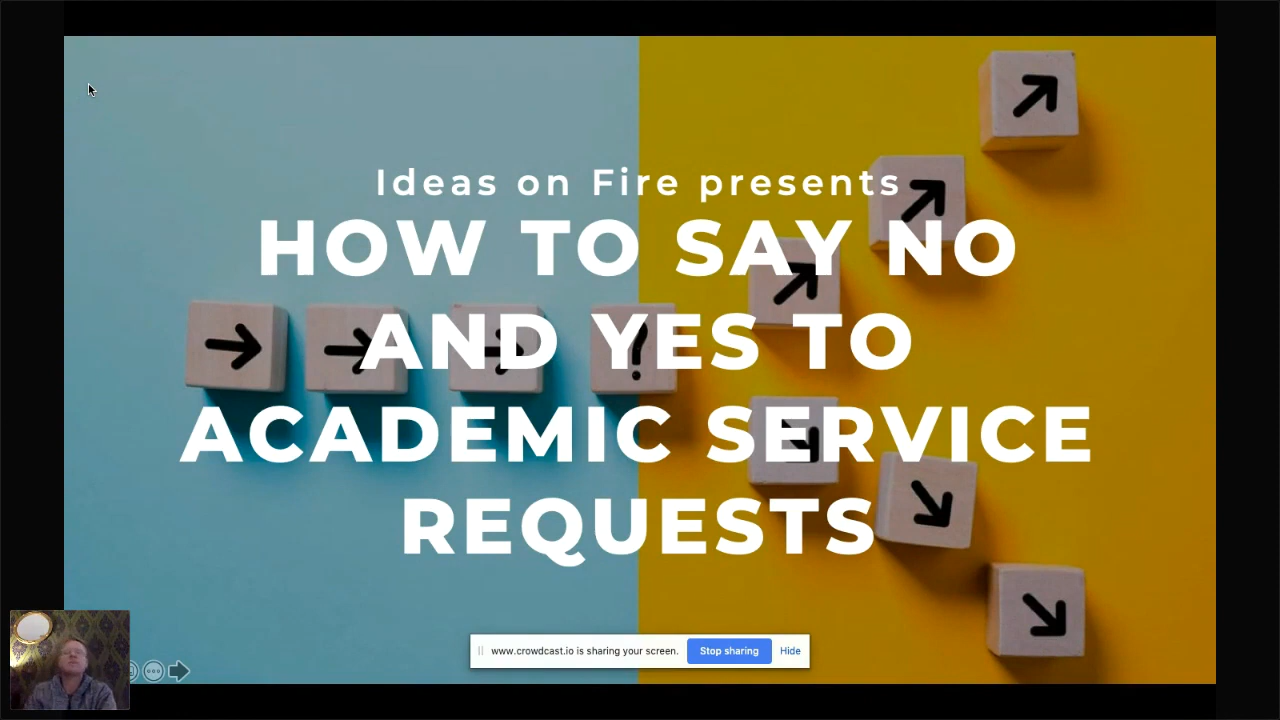 Ideas on Fire presents
HOW TO SAY NO
AND YES TO
ACADEMIC SERVICE
REQUESTS
?
www.crowdcast.io is sharing your screen. Stop sharing Hide